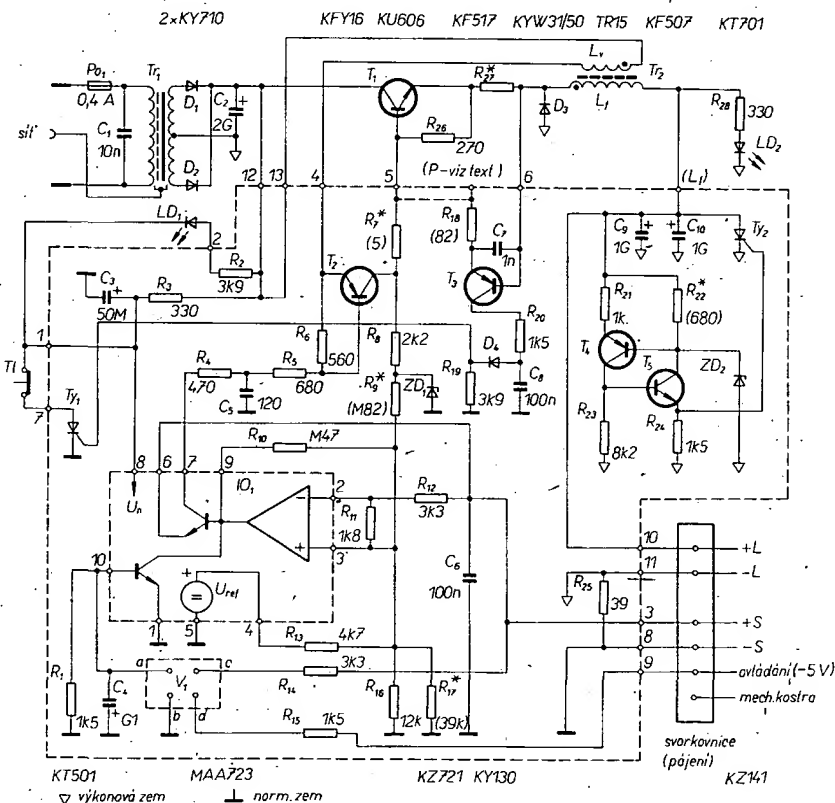 2×KY710 KFY16 KU606 KF517 KYW31/50 TR15 KF507 KT701
Po1 0,4 A
Tr1
D1
C2 +
2G
T1
R27*
Lv
Tr2
L1
D3
R28
330
LD2
síť
C1
10n
D2
R26
270
12 13 4 5 (P-viz text) 6 (L1)
LD1
2
R7*
(5)
R18
(82)
C7
1n
C9 +
1G
+ C10
1G
Ty2
C3
50M
R2
3k9
R3
330
T2
T3
R21
1k
R22*
(680)
R6
560
R8
2k2
R20
1k5
T4
T5
ZD2
1
Tl
7
Ty1
R4
470
R5
680
C5
120
R9*
(M82)
ZD1
R19
3k9
D4
C8
100n
R23
8k2
R24
1k5
R10
M47
8 6 7 9
IO1
Un
2
R12
3k3
R11
1k8
3
10
+
Uref
C6
100n
1 5 4
R13
4k7
10 +L
11 -L
R25
39
3 +S
8 -S
9 ovládání (-5 V)
mech.kostra
R1
1k5
C4
+ G1
a c
V1
b d
R14
3k3
R15
1k5
R16
12k
R17*
(39k)
svorkovnice
(pájení)
KT501 MAA723 KZ721 KY130 KZ141
výkonová zem norm. zem